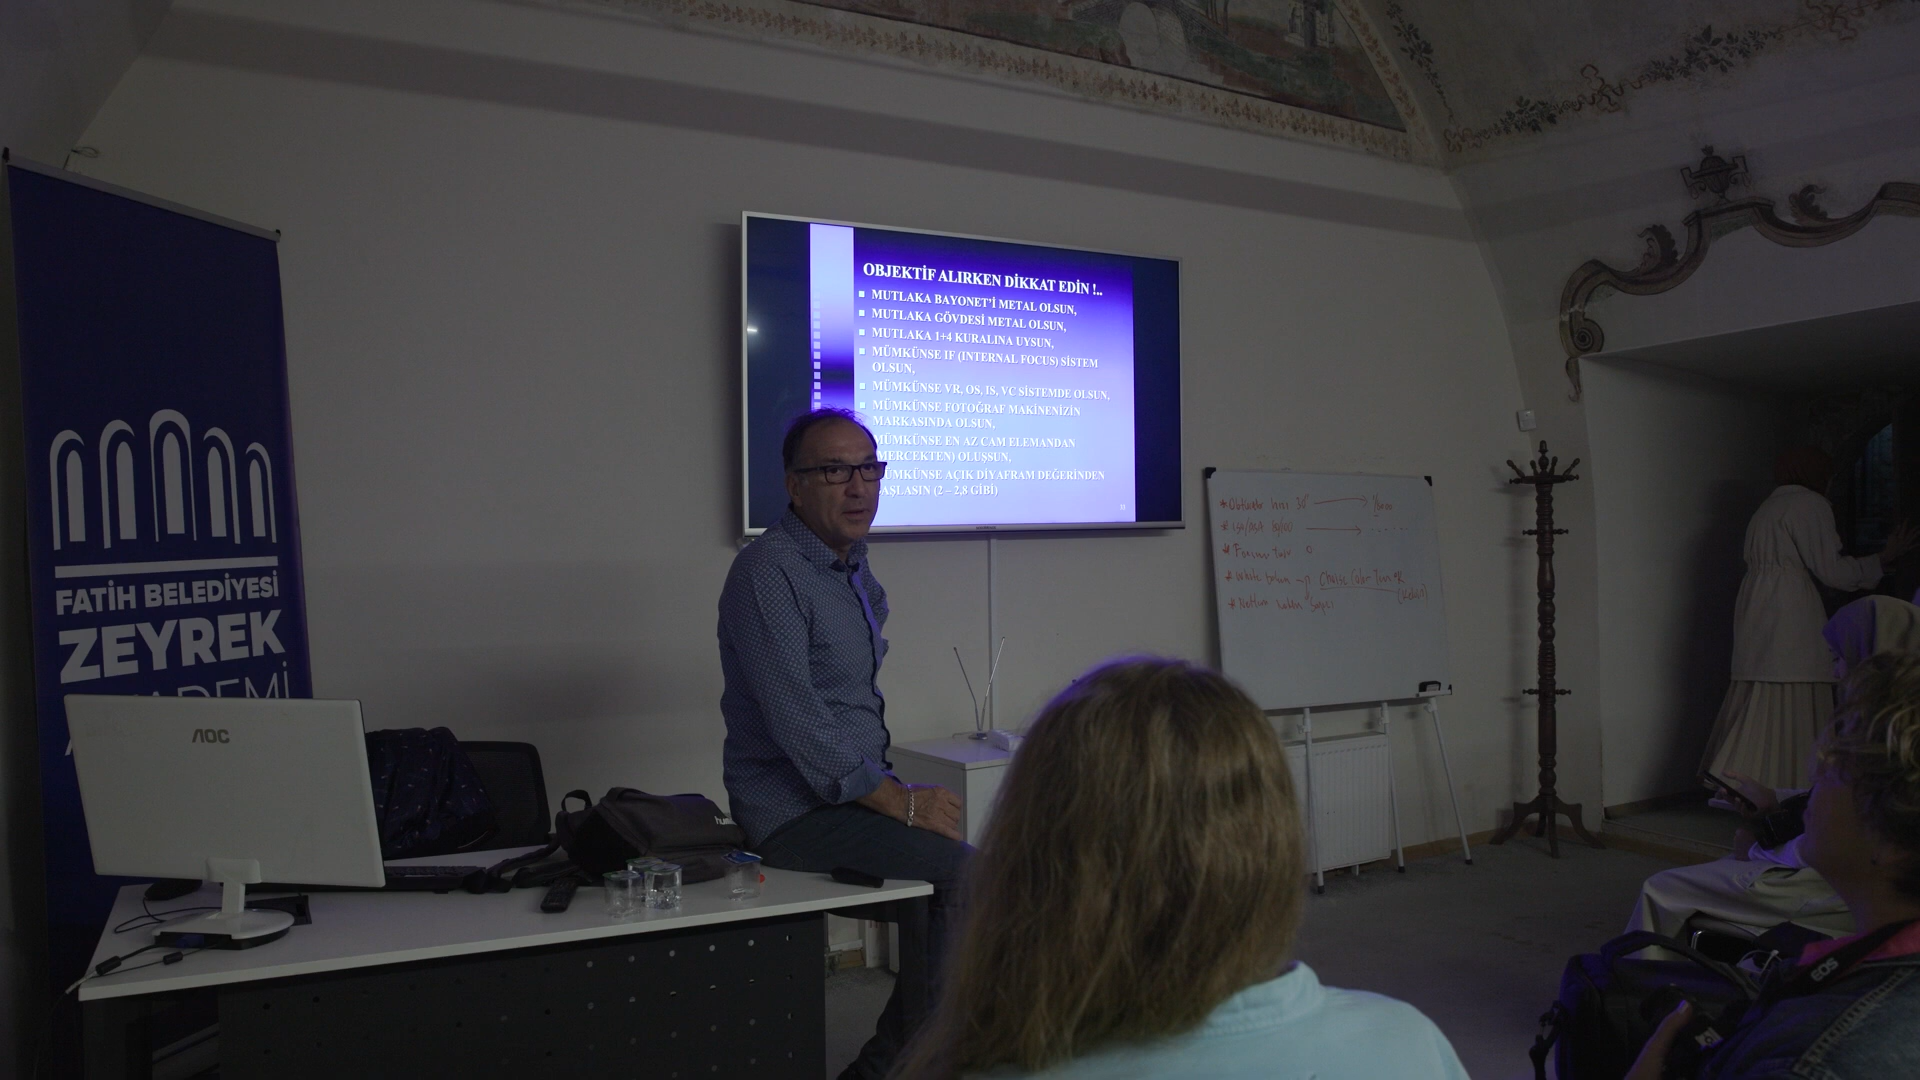 FATİH BELEDİYESİ
ZEYREK
AOC
OBJEKTİF ALIRKEN DİKKAT EDİN !..
MUTLAKA BAYONET'İ METAL OLSUN,
MUTLAKA GÖVDESİ METAL OLSUN,
MUTLAKA 1+4 KURALINA UYSUN,
MÜMKÜNSE IF (INTERNAL FOCUS) SİSTEM
OLSUN,
MÜMKÜNSE VR, OS, IS, VC SİSTEMDE OLSUN,
MÜMKÜNSE FOTOĞRAF MAKİNENİZİN
MARKASINDA OLSUN,
MÜMKÜNSE EN AZ CAM ELEMANDAN
MERCEKTEN) OLUŞSUN,
AÇIK DİYAFRAM DEĞERİNDEN
(2 – 2,8 GİBİ)
EOS